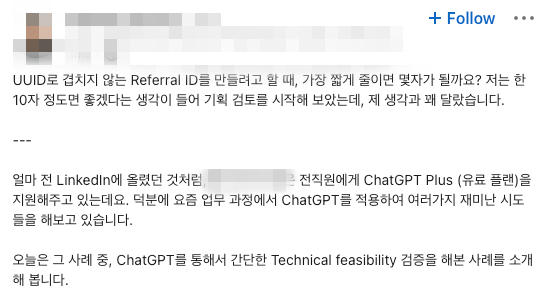 + Follow
UUID로 겹치지 않는 Referral ID를 만들려고 할 때, 가장 짧게 줄이면 몇자가 될까요? 저는 한
10자 정도면 좋겠다는 생각이 들어 기획 검토를 시작해 보았는데, 제 생각과 꽤 달랐습니다.
---
얼마 전 LinkedIn에 올렸던 것처럼, 전직원에게 ChatGPT Plus (유료 플랜)을
지원해주고 있는데요. 덕분에 요즘 업무 과정에서 ChatGPT를 적용하여 여러가지 재미난 시도
들을 해보고 있습니다.
오늘은 그 사례 중, ChatGPT를 통해서 간단한 Technical feasibility 검증을 해본 사례를 소개
해 봅니다.